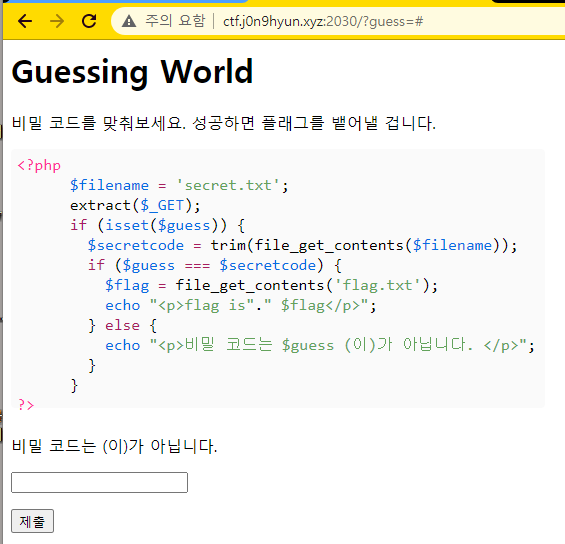 주의 요함 | ctf.j0n9hyun.xyz:2030/?guess=#
Guessing World
비밀 코드를 맞춰보세요. 성공하면 플래그를 뱉어낼 겁니다.
<?php
$filename = 'secret.txt';
extract($_GET);
if (isset($guess)) {
$secretcode = trim(file_get_contents($filename));
if ($guess === $secretcode) {
$flag = file_get_contents('flag.txt');
echo "<p>flag is"." $flag</p>";
} else {
echo "<p>비밀 코드는 $guess (이)가 아닙니다. </p>";
}
}
?>
비밀 코드는 (이)가 아닙니다.
제출